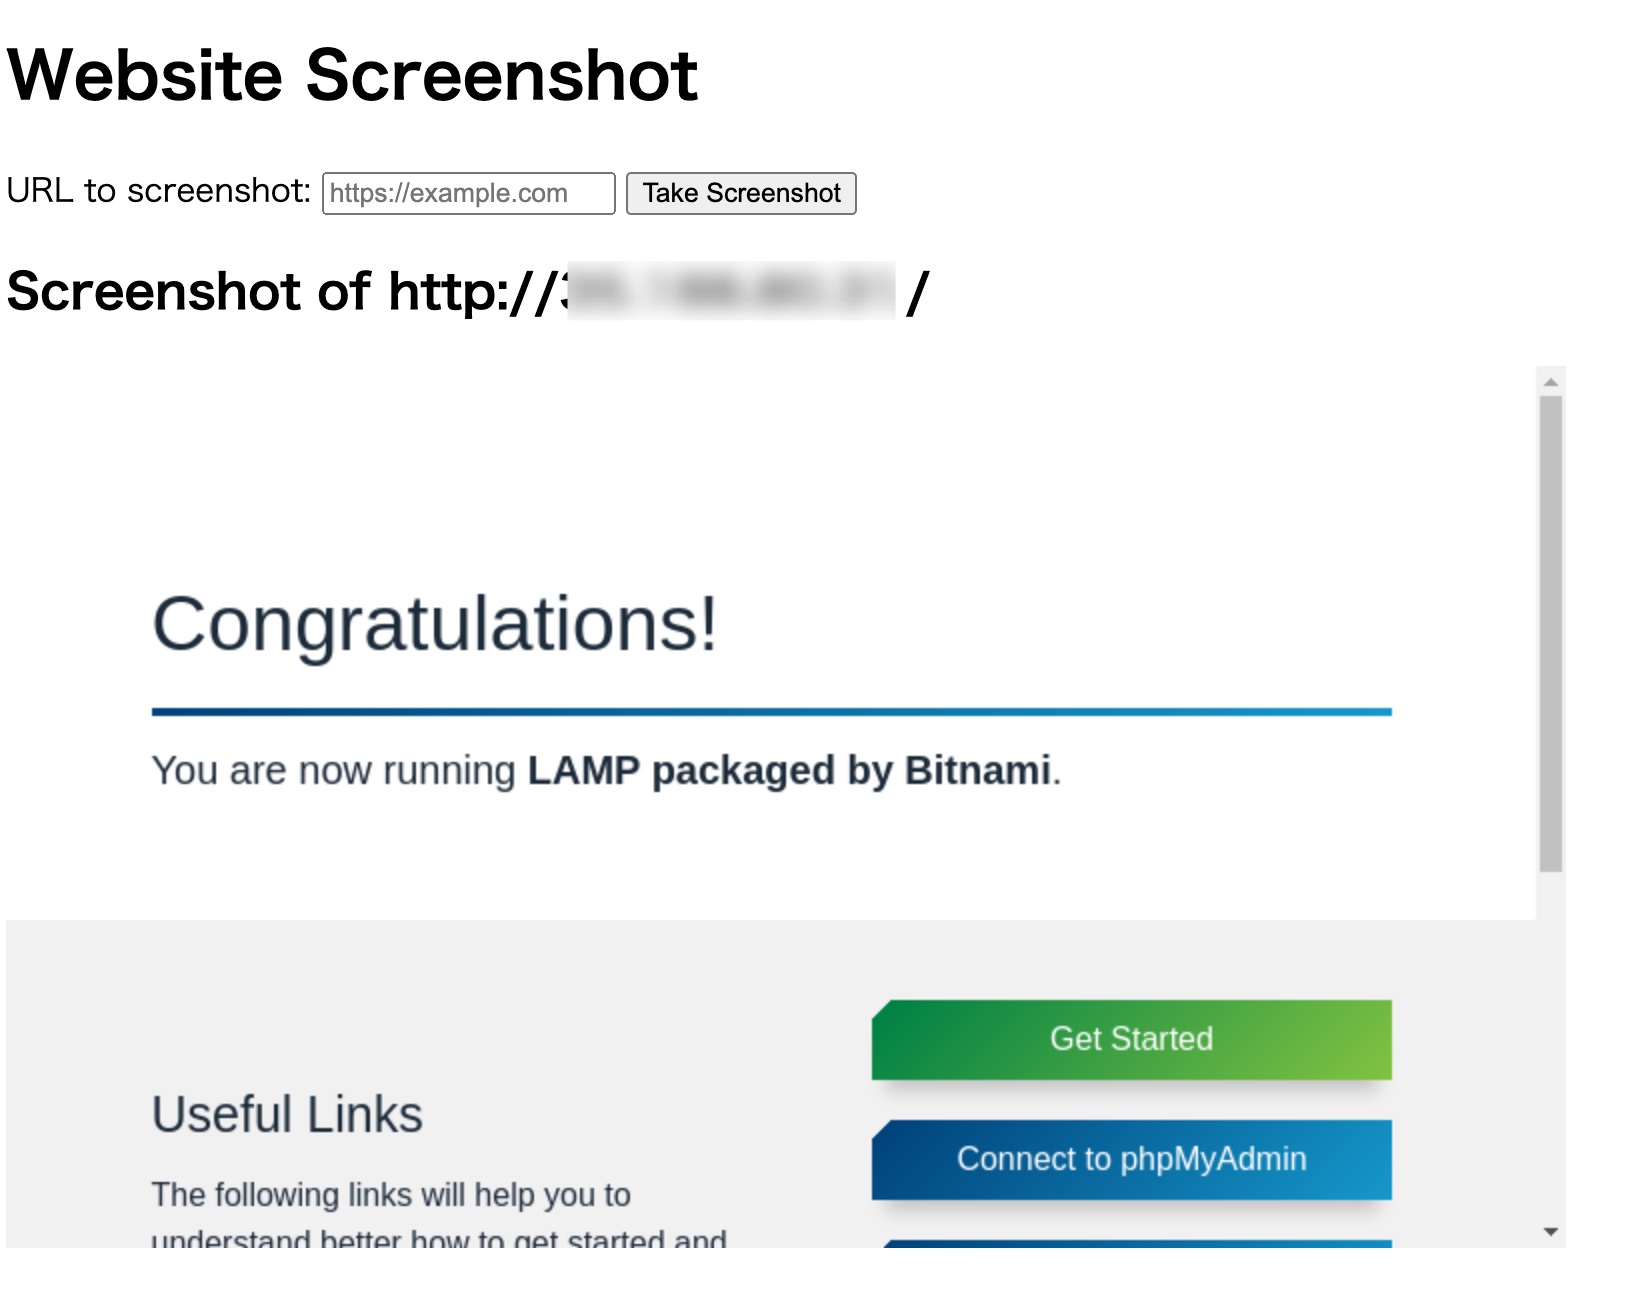 Website Screenshot
URL to screenshot: https://example.com Take Screenshot
Screenshot of http:// /
Congratulations!
You are now running LAMP packaged by Bitnami.
Get Started
Useful Links
Connect to phpMyAdmin
The following links will help you to
understand better how to get started and